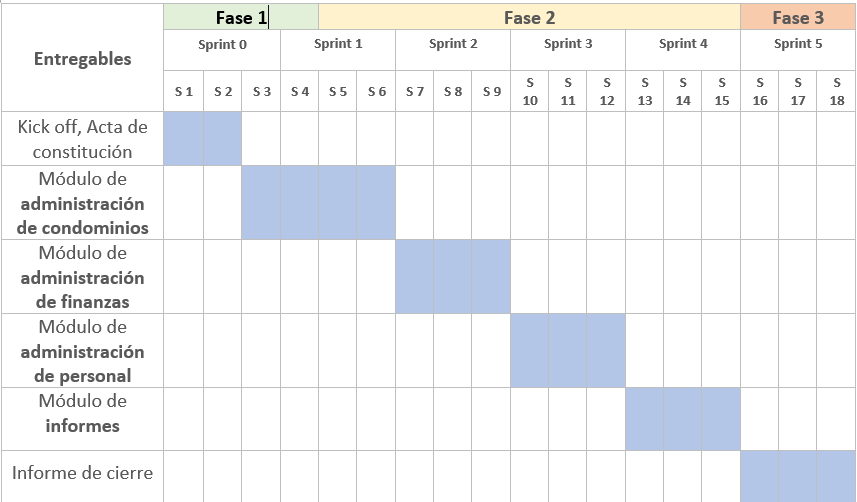 Fase 1 Fase 2 Fase 3
Entregables
Sprint 0 Sprint 1 Sprint 2 Sprint 3 Sprint 4 Sprint 5
S 1 S 2 S 3 S 4 S 5 S 6 S 7 S 8 S 9 S 10 S 11 S 12 S 13 S 14 S 15 S 16 S 17 S 18
Kick off, Acta de
constitución
Módulo de
administración
de condominios
Módulo de
administración
de finanzas
Módulo de
administración
de personal
Módulo de
informes
Informe de cierre